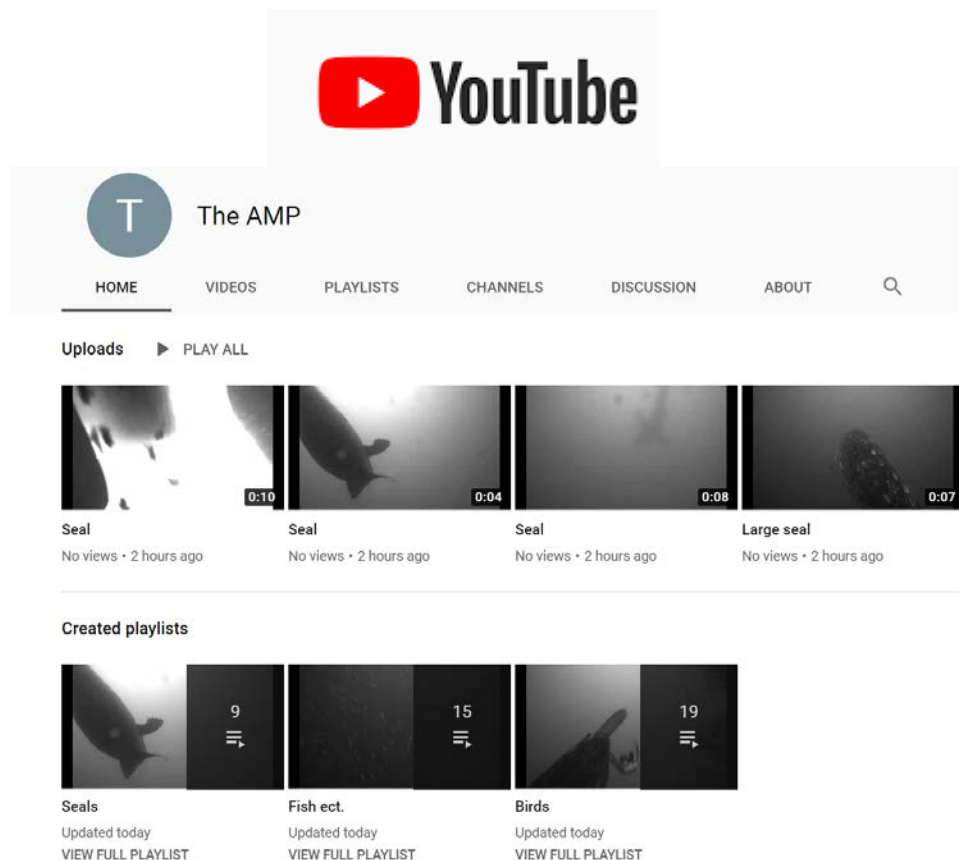 YouTube
T
The AMP
HOME VIDEOS PLAYLISTS CHANNELS DISCUSSION ABOUT
Uploads PLAY ALL
0:10 0:04 0:08 0:07
Seal Seal Seal Large seal
No views • 2 hours ago No views • 2 hours ago No views • 2 hours ago No views • 2 hours ago
Created playlists
9 15 19
Seals Fish ect. Birds
Updated today Updated today Updated today
VIEW FULL PLAYLIST VIEW FULL PLAYLIST VIEW FULL PLAYLIST